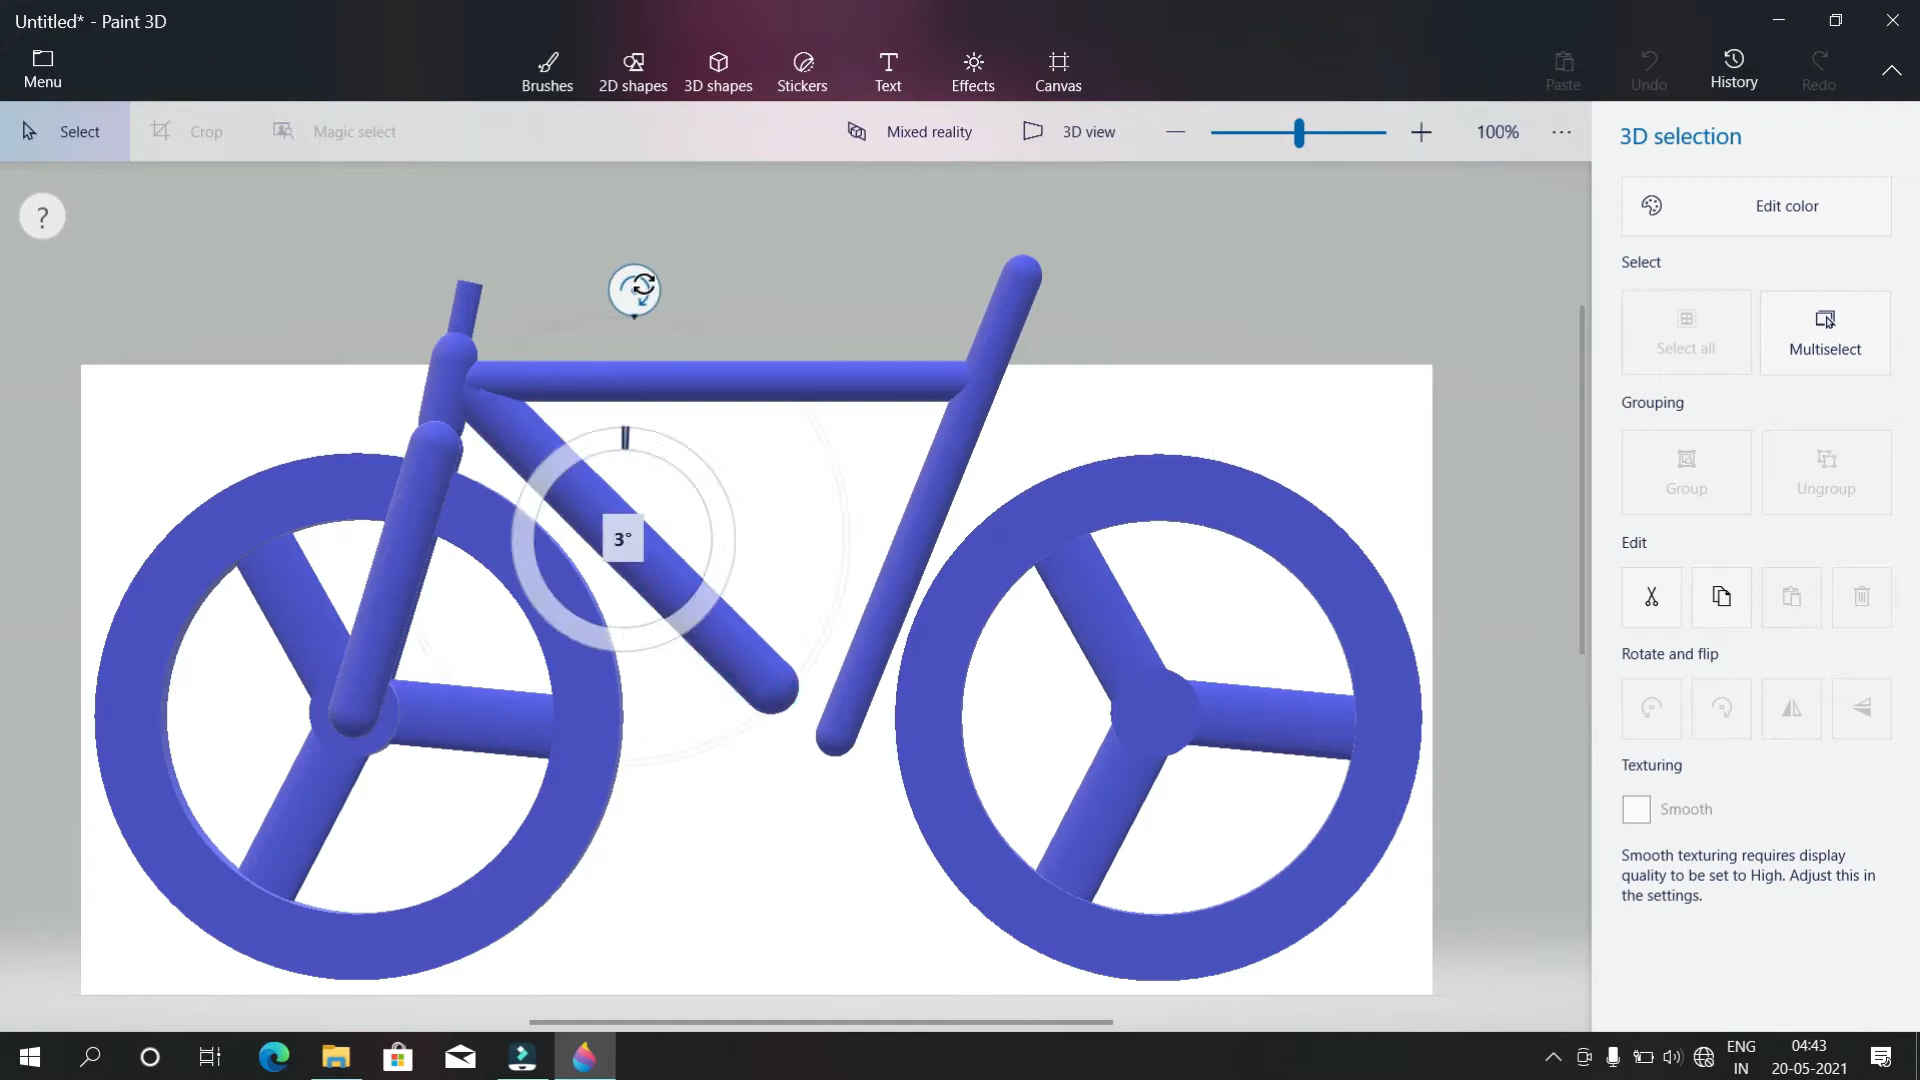 Untitled* - Paint 3D
Menu
Brushes
2D shapes
3D shapes
Stickers
Text
Effects
Canvas
Paste
Undo
History
Redo
Select
Crop
Magic select
Mixed reality
3D view
100%
?
3°
3D selection
Edit color
Select
Select all
Multiselect
Grouping
Group
Ungroup
Edit
Rotate and flip
Texturing
Smooth
Smooth texturing requires display
quality to be set to High. Adjust this in
the settings.
ENG
IN
04:43
20-05-2021